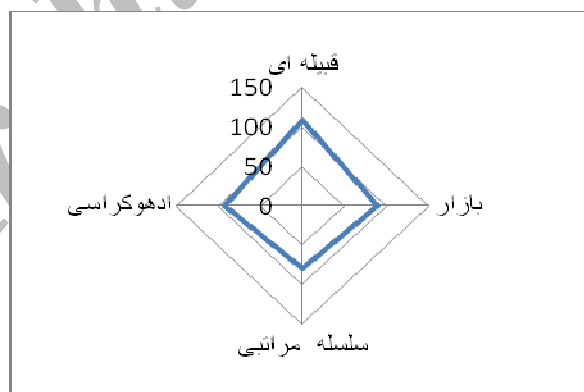 قبیله ای
150
100
50
0
ادهوکراسی
بازار
سلسله مراتبی